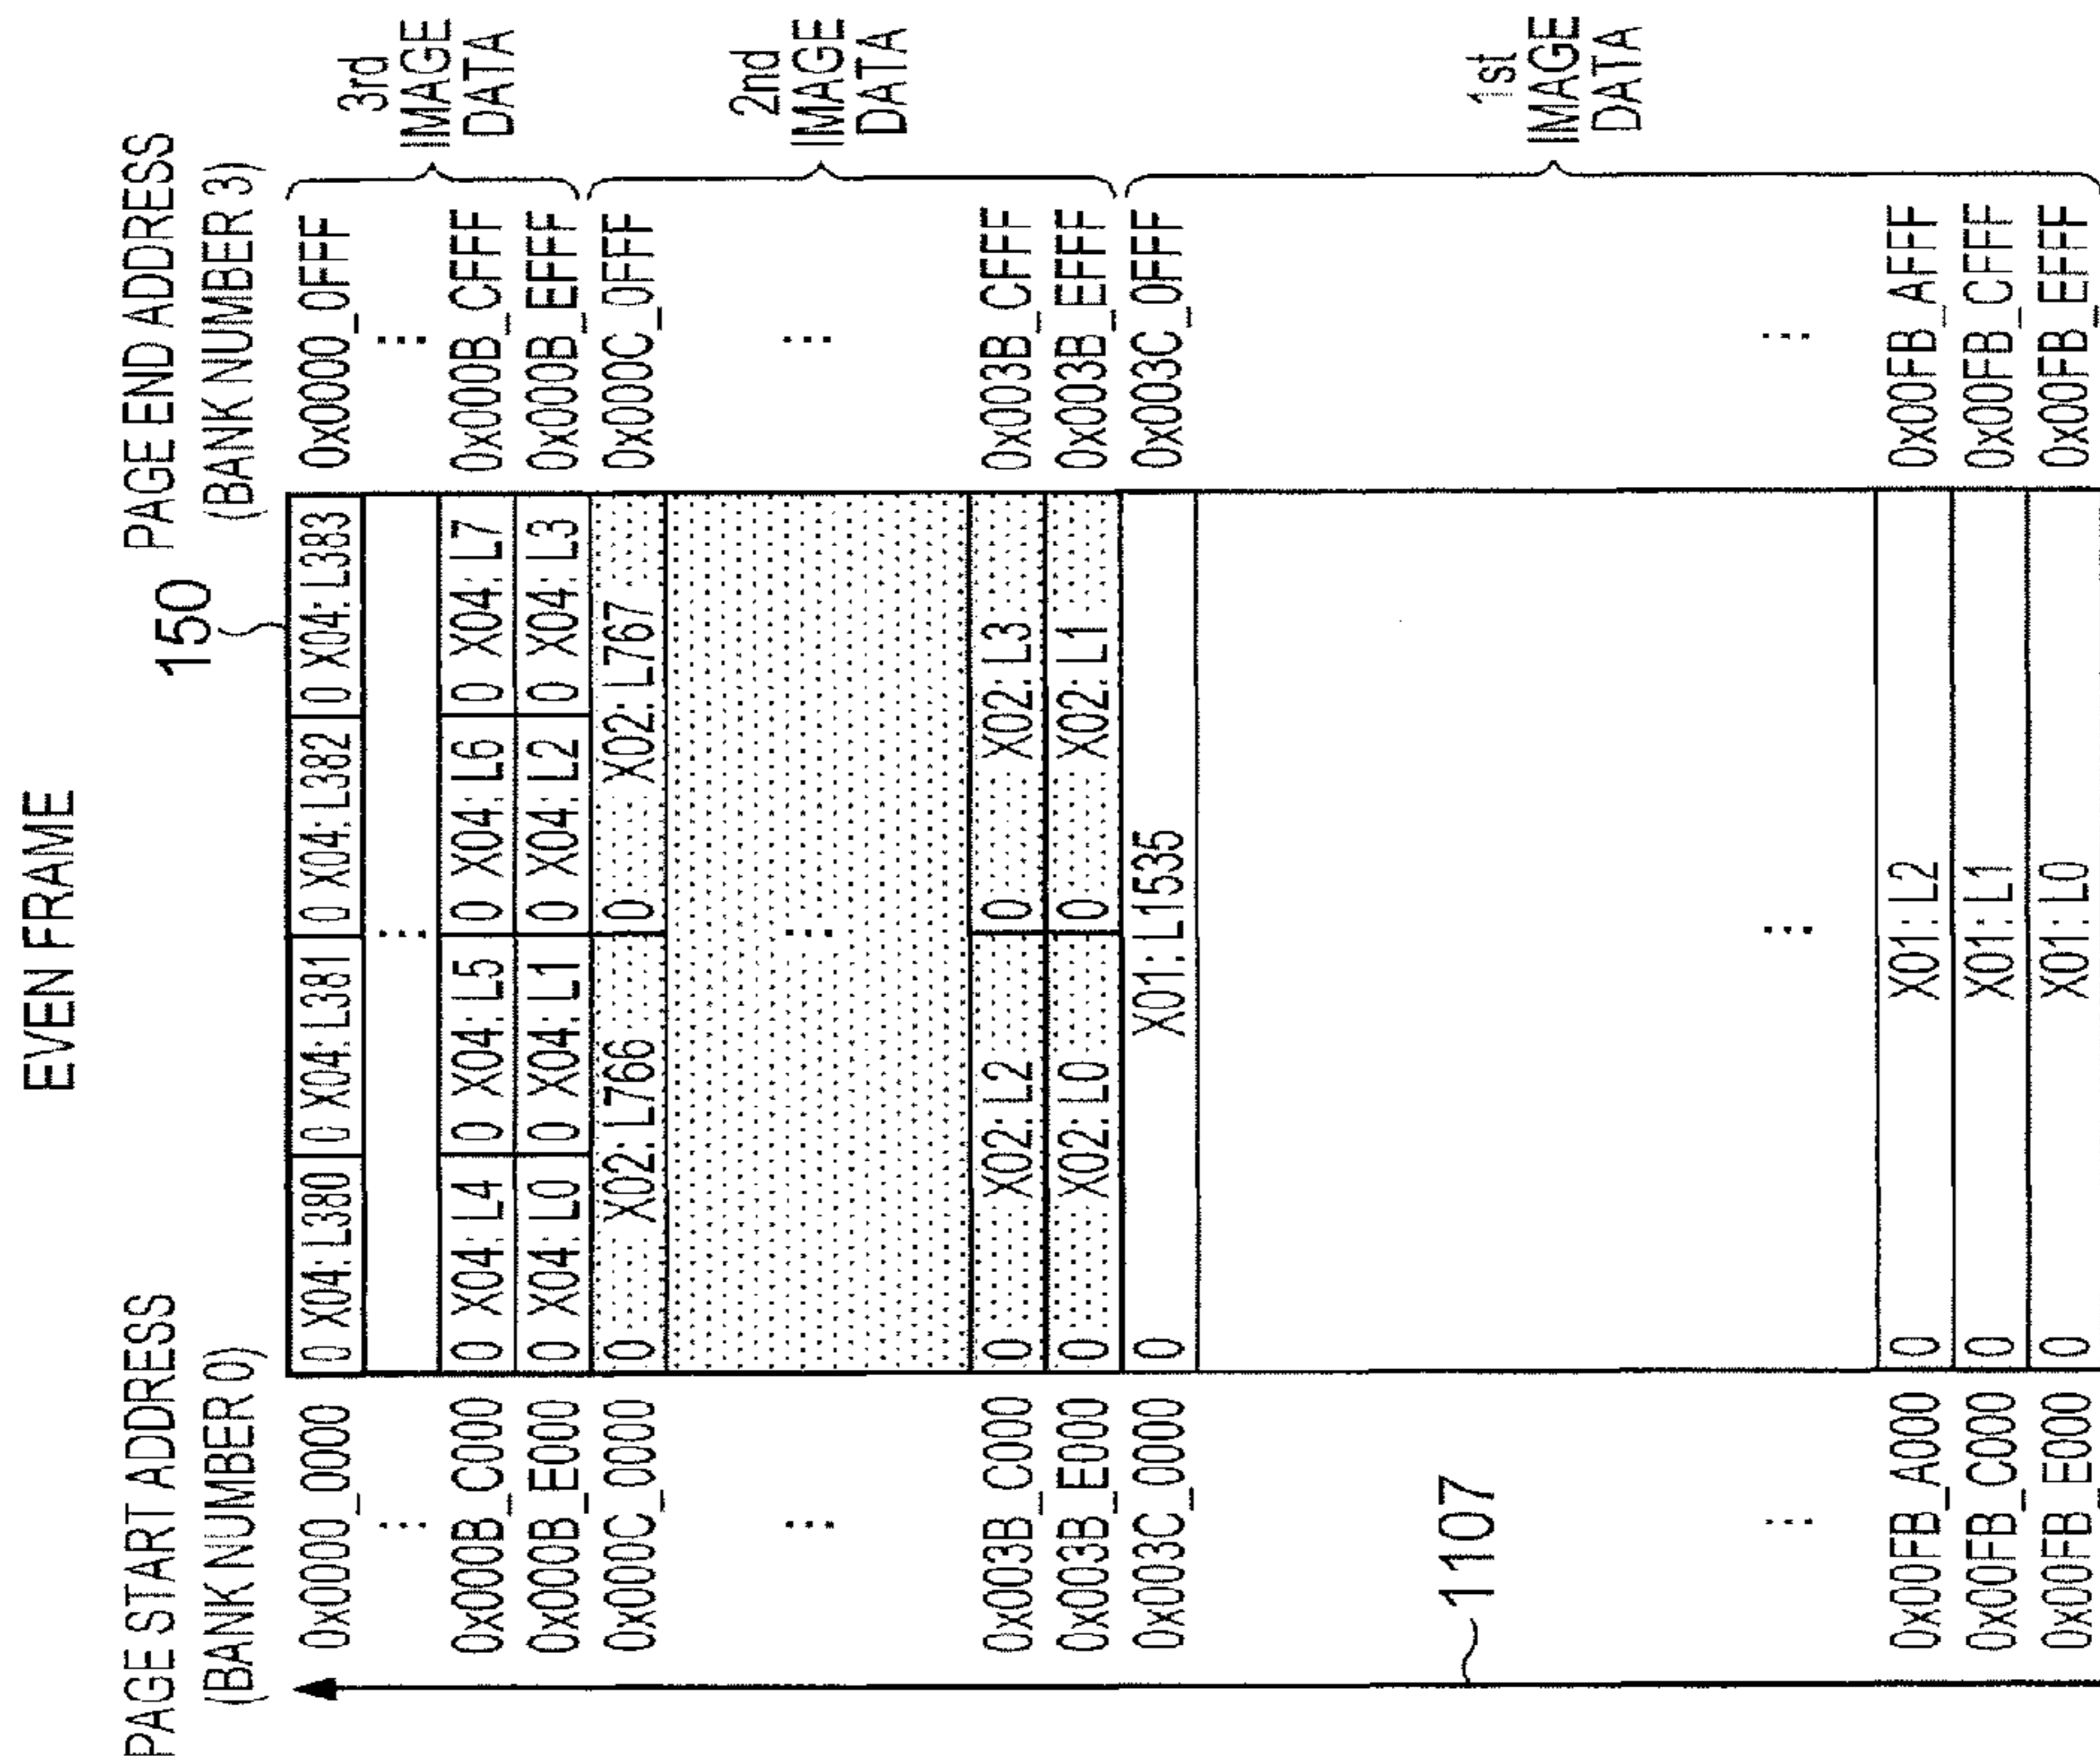 EVEN FRAME
PAGE START ADDRESS
(BANK NUMBER 0)
150
PAGE END ADDRESS
(BANK NUMBER 3)
0x0000_0000 0 X04: L380 0 X04: L381 0 X04: L382 0 X04: L383 0x0000_0FFF
... ... ...
3rd
IMAGE
DATA
0x000B_C000 0 X04: L4 0 X04: L5 0 X04: L6 0 X04: L7 0x000B_CFFF
0x000B_E000 0 X04: L0 0 X04: L1 0 X04: L2 0 X04: L3 0x000B_EFFF
0x000C_0000 0 X02: L766 0 X02: L767 0x000C_0FFF
... ... ...
2nd
IMAGE
DATA
0x003B_C000 0 X02: L2 0 X02: L3 0x003B_CFFF
0x003B_E000 0 X02: L0 0 X02: L1 0x003B_EFFF
0x003C_0000 0 X01: L1535 0x003C_0FFF
1107
1st
IMAGE
DATA
... ... ...
0x00FB_A000 0 X01: L2 0x00FB_AFFF
0x00FB_C000 0 X01: L1 0x00FB_CFFF
0x00FB_E000 0 X01: L0 0x00FB_EFFF